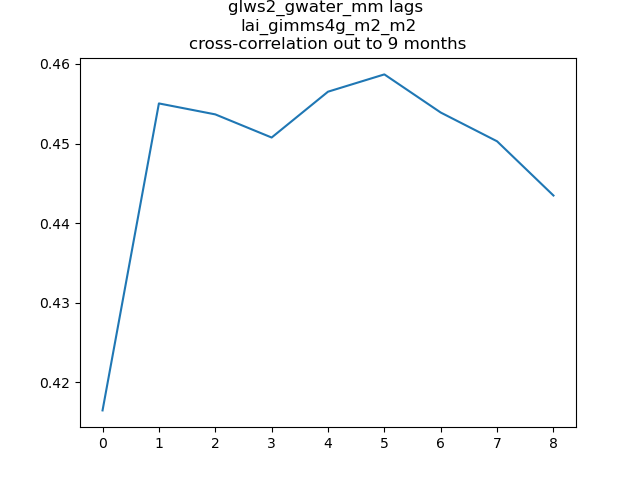 glws2_gwater_mm lags
lai_gimms4g_m2_m2
cross-correlation out to 9 months
0.46
0.45
0.44
0.43
0.42
0 1 2 3 4 5 6 7 8